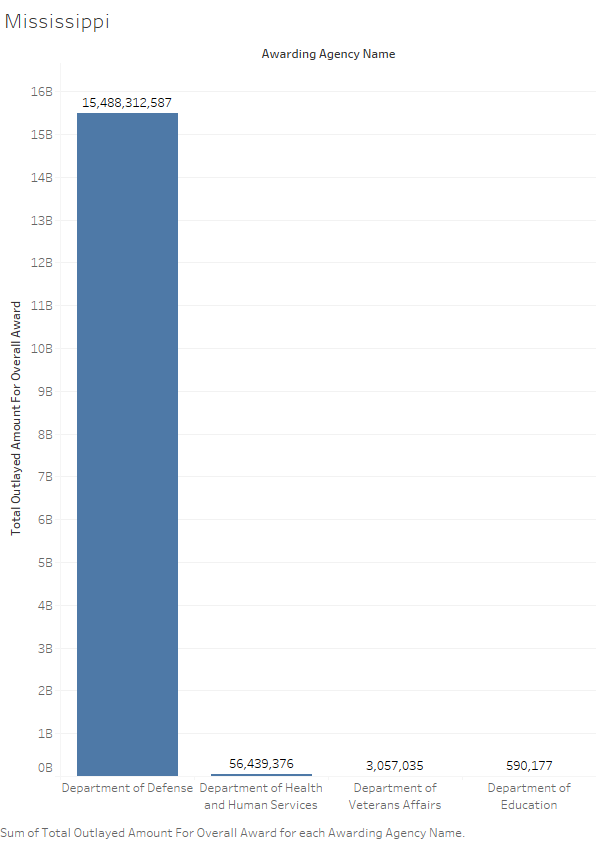 Mississippi
Awarding Agency Name
Total Outlayed Amount For Overall Award
16B
15B
14B
13B
12B
11B
10B
9B
8B
7B
6B
5B
4B
3B
2B
1B
0B
15,488,312,587
56,439,376
3,057,035
590,177
Department of Defense
Department of Health
and Human Services
Department of
Veterans Affairs
Department of
Education
Sum of Total Outlayed Amount For Overall Award for each Awarding Agency Name.